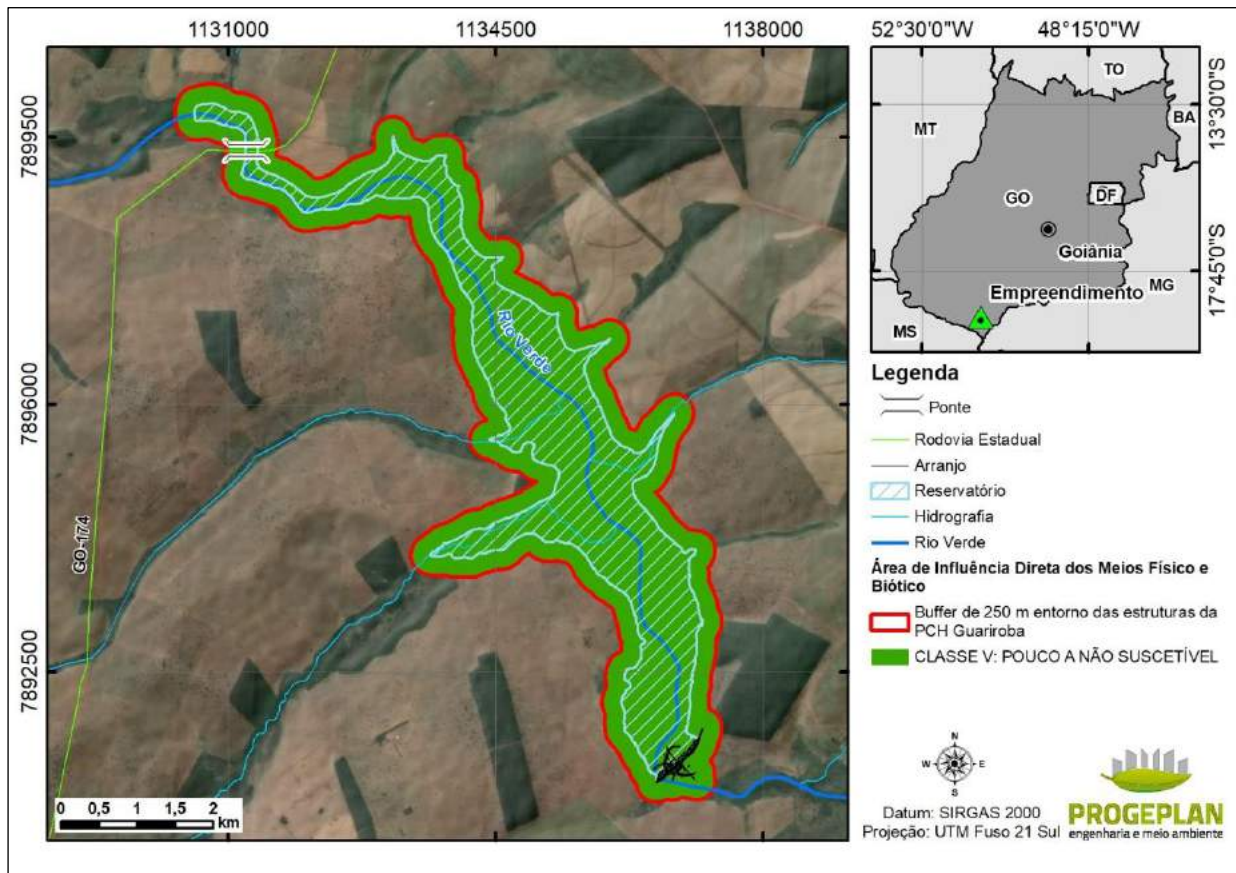 1131000
1134500
1138000
7899500
7896000
7892500
Rio Verde
GO-174
0 0,5 1 1,5 2
km
52°30'0"W
48°15'0"W
13°30'0"S
17°45'0"S
TO
BA
MT
GO
DF
Goiânia
MG
Empreendimento
MS
Legenda
Ponte
Rodovia Estadual
Arranjo
Reservatório
Hidrografia
Rio Verde
Área de Influência Direta dos Meios Físico e
Biótico
Buffer de 250 m entorno das estruturas da
PCH Guariroba
CLASSE V: POUCO A NÃO SUSCETÍVEL
N
W
E
S
Datum: SIRGAS 2000
Projeção: UTM Fuso 21 Sul
PROGEPLAN
engenharia e meio ambiente